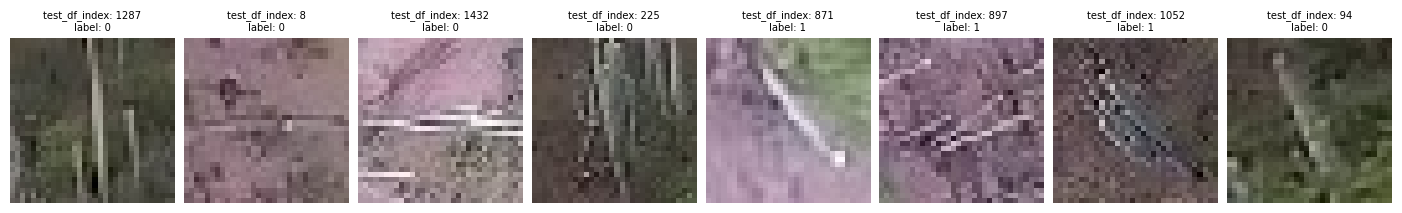 test_df_index: 1287
label: 0
test_df_index: 8
label: 0
test_df_index: 1432
label: 0
test_df_index: 225
label: 0
test_df_index: 871
label: 1
test_df_index: 897
label: 1
test_df_index: 1052
label: 1
test_df_index: 94
label: 0